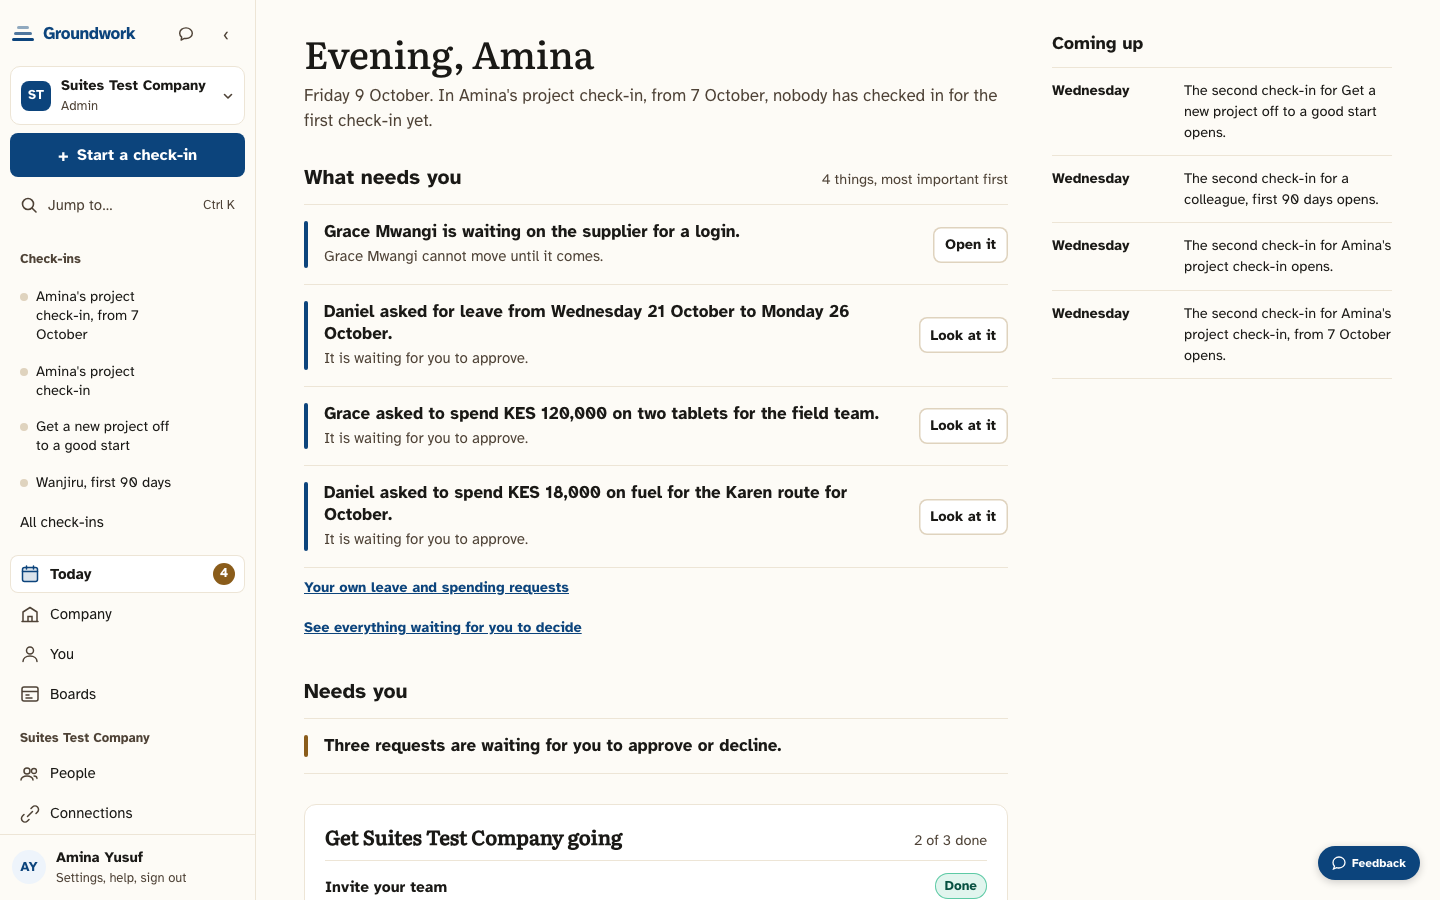 Groundwork
ST
Suites Test Company
Admin
+ Start a check-in
Jump to...
Ctrl K
Check-ins
Amina's project
check-in, from 7
October
Amina's project
check-in
Get a new project off
to a good start
Wanjiru, first 90 days
All check-ins
Today
4
Company
You
Boards
Suites Test Company
People
Connections
AY
Amina Yusuf
Settings, help, sign out
Evening, Amina
Friday 9 October. In Amina's project check-in, from 7 October, nobody has checked in for the
first check-in yet.
What needs you
4 things, most important first
Grace Mwangi is waiting on the supplier for a login.
Grace Mwangi cannot move until it comes.
Open it
Daniel asked for leave from Wednesday 21 October to Monday 26
October.
It is waiting for you to approve.
Look at it
Grace asked to spend KES 120,000 on two tablets for the field team.
It is waiting for you to approve.
Look at it
Daniel asked to spend KES 18,000 on fuel for the Karen route for
October.
It is waiting for you to approve.
Look at it
Your own leave and spending requests
See everything waiting for you to decide
Needs you
Three requests are waiting for you to approve or decline.
Get Suites Test Company going
2 of 3 done
Invite your team
Done
Coming up
Wednesday
The second check-in for Get a
new project off to a good start
opens.
Wednesday
The second check-in for a
colleague, first 90 days opens.
Wednesday
The second check-in for Amina's
project check-in opens.
Wednesday
The second check-in for Amina's
project check-in, from 7 October
opens.
Feedback